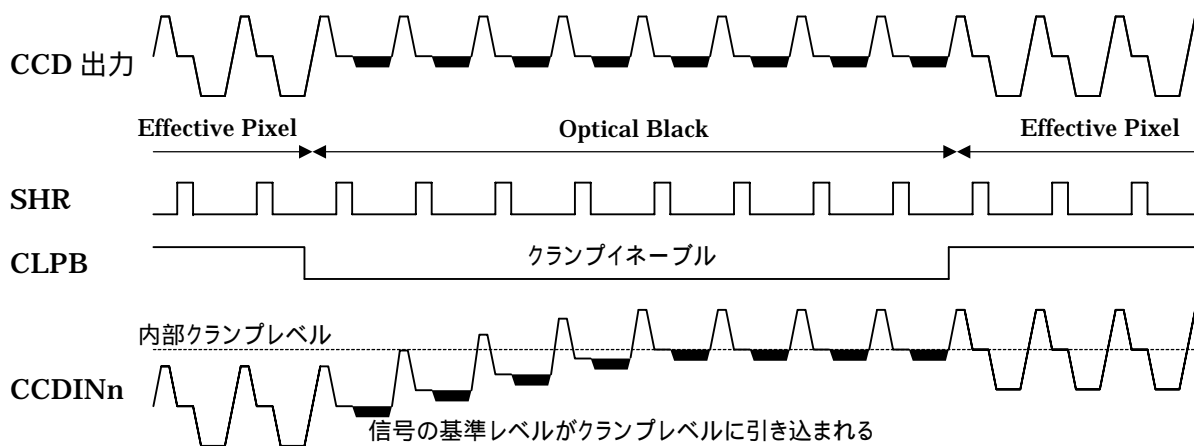 CCD 出力
Effective Pixel
Optical Black
Effective Pixel
SHR
CLPB
クランプイネーブル
内部クランプレベル
CCDINn
信号の基準レベルがクランプレベルに引き込まれる